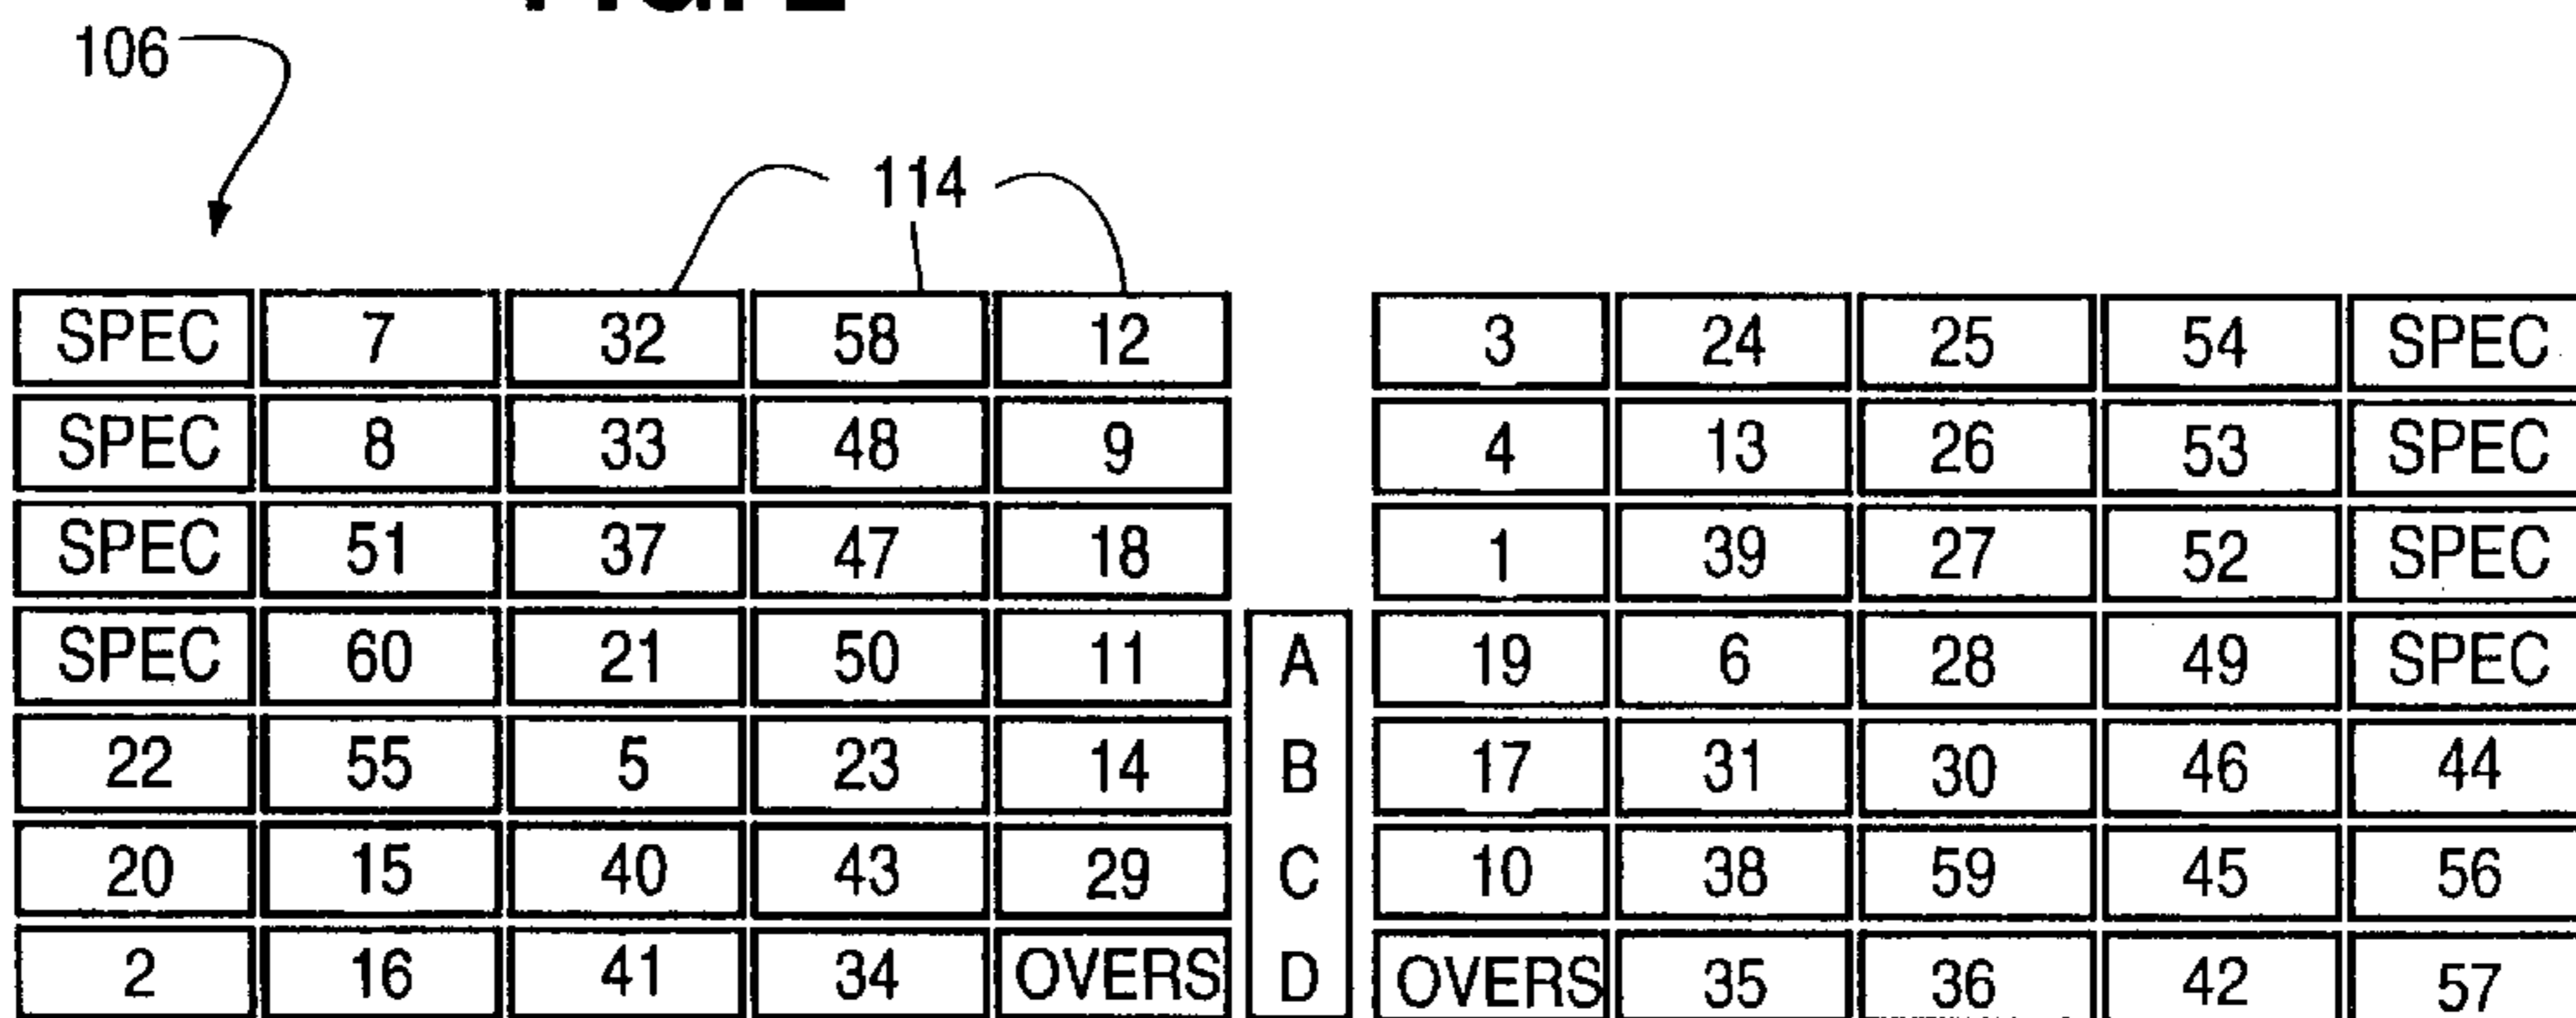 106
114
SPEC 7 32 58 12 3 24 25 54 SPEC
SPEC 8 33 48 9 4 13 26 53 SPEC
SPEC 51 37 47 18 1 39 27 52 SPEC
SPEC 60 21 50 11 A 19 6 28 49 SPEC
22 55 5 23 14 B 17 31 30 46 44
20 15 40 43 29 C 10 38 59 45 56
2 16 41 34 OVERS D OVERS 35 36 42 57